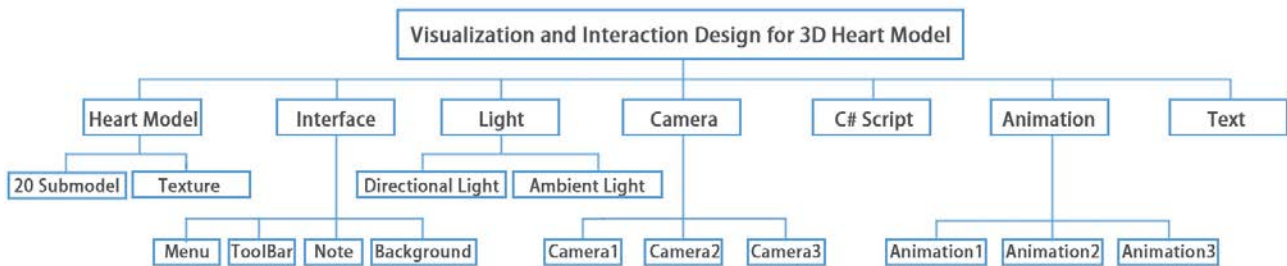 Visualization and Interaction Design for 3D Heart Model
Heart Model
Interface
Light
Camera
C# Script
Animation
Text
20 Submodel
Texture
Directional Light
Ambient Light
Menu
ToolBar
Note
Background
Camera1
Camera2
Camera3
Animation1
Animation2
Animation3